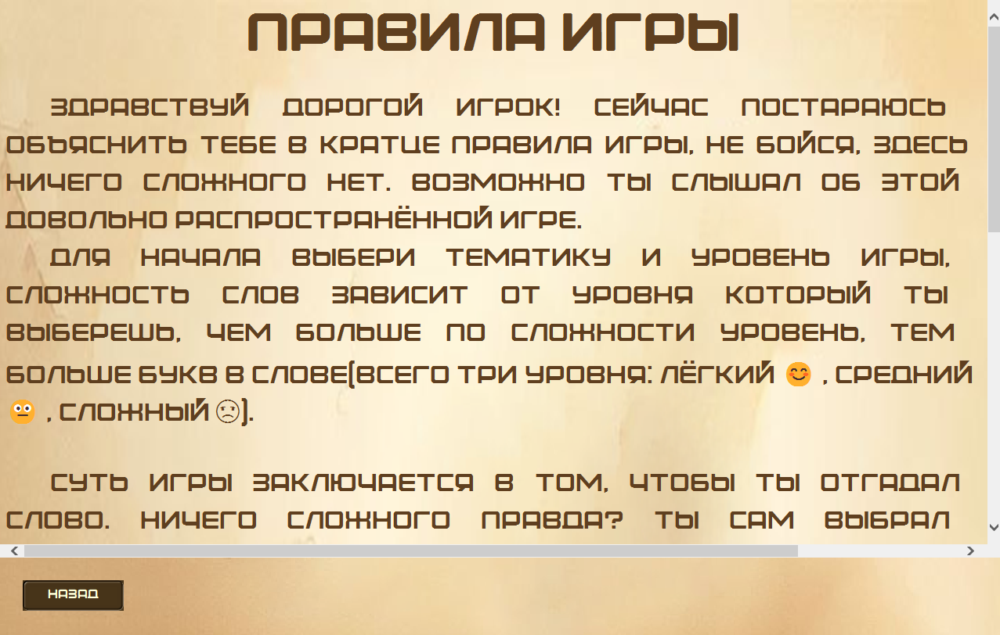 ПРАВИЛА ИГРЫ
ЗДРАВСТВУЙ ДОРОГОЙ ИГРОК! СЕЙЧАС ПОСТАРАЮСЬ
ОБЪЯСНИТЬ ТЕБЕ В КРАТЦЕ ПРАВИЛА ИГРЫ, НЕ БОЙСЯ, ЗДЕСЬ
НИЧЕГО СЛОЖНОГО НЕТ. ВОЗМОЖНО ТЫ СЛЫШАЛ ОБ ЭТОЙ
ДОВОЛЬНО РАСПРОСТРАНЁННОЙ ИГРЕ.
ДЛЯ НАЧАЛА ВЫБЕРИ ТЕМАТИКУ И УРОВЕНЬ ИГРЫ,
СЛОЖНОСТЬ СЛОВ ЗАВИСИТ ОТ УРОВНЯ КОТОРЫЙ ТЫ
ВЫБЕРЕШЬ, ЧЕМ БОЛЬШЕ ПО СЛОЖНОСТИ УРОВЕНЬ, ТЕМ
БОЛЬШЕ БУКВ В СЛОВЕ(ВСЕГО ТРИ УРОВНЯ: ЛЁГКИЙ 😊 , СРЕДНИЙ
😳 , СЛОЖНЫЙ 😒).
СУТЬ ИГРЫ ЗАКЛЮЧАЕТСЯ В ТОМ, ЧТОБЫ ТЫ ОТГАДАЛ
СЛОВО. НИЧЕГО СЛОЖНОГО ПРАВДА? ТЫ САМ ВЫБРАЛ
НАЗАД